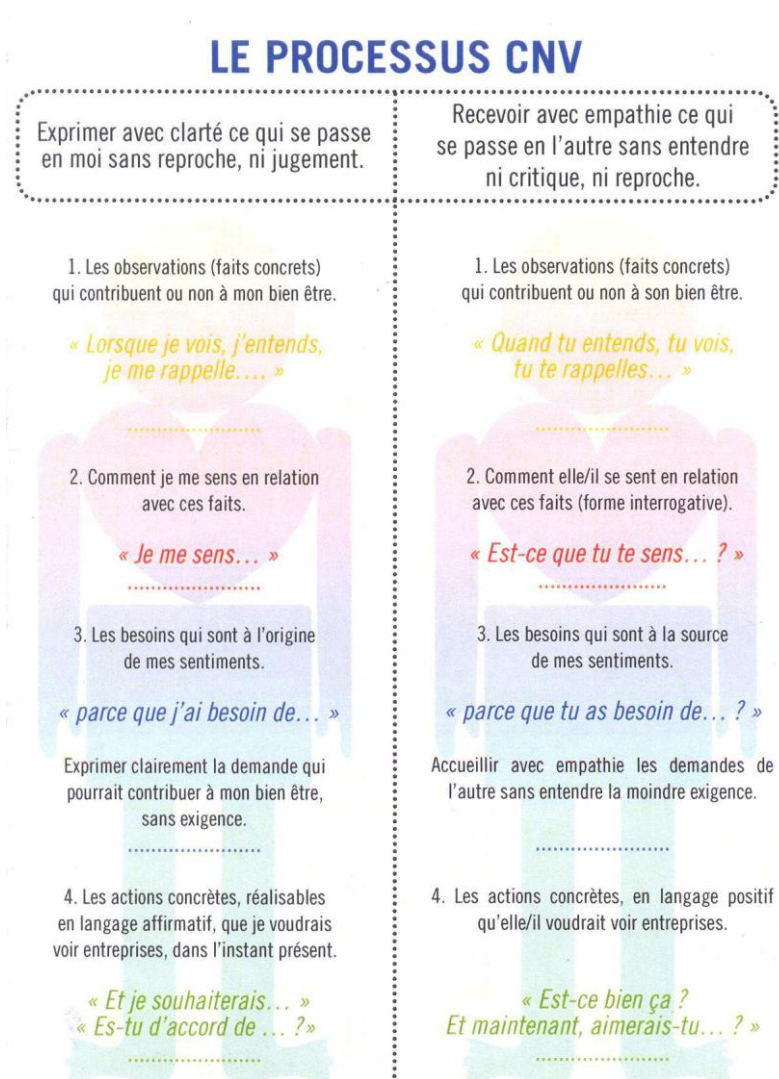 LE PROCESSUS CNV
Exprimer avec clarté ce qui se passe
en moi sans reproche, ni jugement.
Recevoir avec empathie ce qui
se passe en l'autre sans entendre
ni critique, ni reproche.
1. Les observations (faits concrets)
qui contribuent ou non à mon bien être.
« Lorsque je vois, j'entends,
je me rappelle.... »
2. Comment je me sens en relation
avec ces faits.
« Je me sens... »
3. Les besoins qui sont à l'origine
de mes sentiments.
« parce que j'ai besoin de... »
Exprimer clairement la demande qui
pourrait contribuer à mon bien être,
sans exigence.
4. Les actions concrètes, réalisables
en langage affirmatif, que je voudrais
voir entreprises, dans l'instant présent.
« Et je souhaiterais... »
« Es-tu d'accord de ... ?»
1. Les observations (faits concrets)
qui contribuent ou non à son bien être.
« Quand tu entends, tu vois,
tu te rappelles... »
2. Comment elle/il se sent en relation
avec ces faits (forme interrogative).
« Est-ce que tu te sens... ? »
3. Les besoins qui sont à la source
de mes sentiments.
« parce que tu as besoin de... ? »
Accueillir avec empathie les demandes de
l'autre sans entendre la moindre exigence.
4. Les actions concrètes, en langage positif
qu'elle/il voudrait voir entreprises.
« Est-ce bien ça ?
Et maintenant, aimerais-tu... ? »